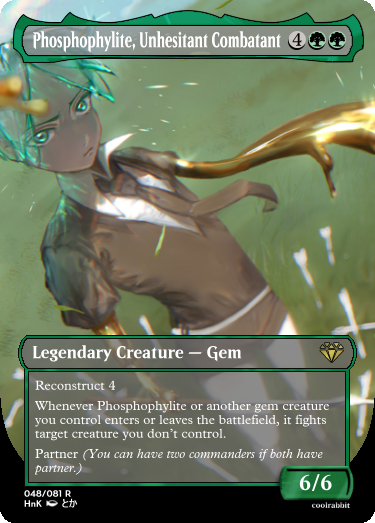 Phosphophylite, Unhesitant Combatant 4
Legendary Creature — Gem
Reconstruct 4
Whenever Phosphophylite or another gem creature
you control enters or leaves the battlefield, it fights
target creature you don't control.
Partner (You can have two commanders if both have
partner.)
6/6
048/081 R
HnK とか
coolrabbit